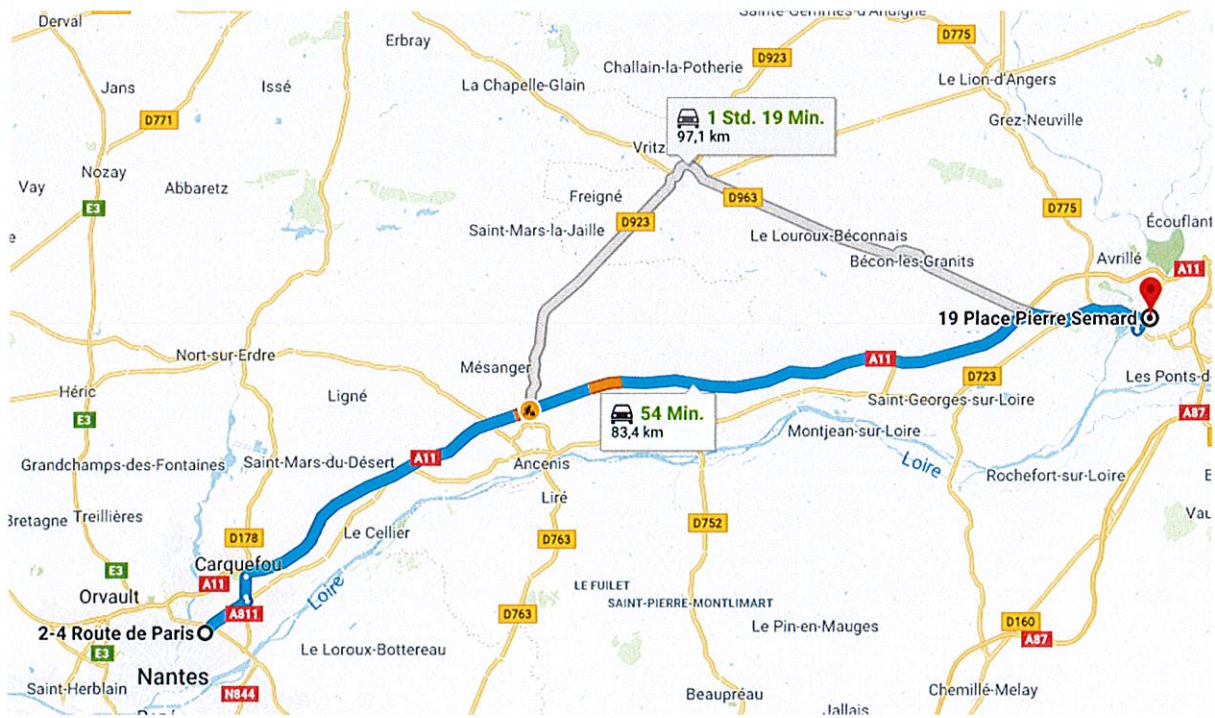 Derval
Sainte-Gemmes-d'Andigné
Erbray
D923
D775
Challain-la-Potherie
Jans
Issé
La Chapelle-Glain
Le Lion-d'Angers
D771
1 Std. 19 Min.
97,1 km
Grez-Neuville
Vritz
Nozay
Vay
Abbaretz
Freigné
D963
D775
E3
D923
Écouflant
Saint-Mars-la-Jaille
Le Louroux-Béconnais
Bécon-les-Granits
Avrillé
A11
19 Place Pierre Semard
Nort-sur-Erdre
Mésanger
A11
D723
Les Ponts-d
Héric
Ligné
54 Min.
83,4 km
Saint-Georges-sur-Loire
E3
A87
Montjean-sur-Loire
Grandchamps-des-Fontaines
Saint-Mars-du-Désert
A11
Ancenis
Loire
Rochefort-sur-Loire
E
Liré
Bretagne
Treillières
Vau
D178
Le Cellier
D763
D752
Carquefou
E3
A11
Loire
LE FUILET
Orvault
A811
SAINT-PIERRE-MONTLIMART
D763
D160
2-4 Route de Paris
Le Pin-en-Mauges
A87
E3
Le Loroux-Bottereau
Nantes
Saint-Herblain
N844
Beaupréau
Chemillé-Melay
Jallais